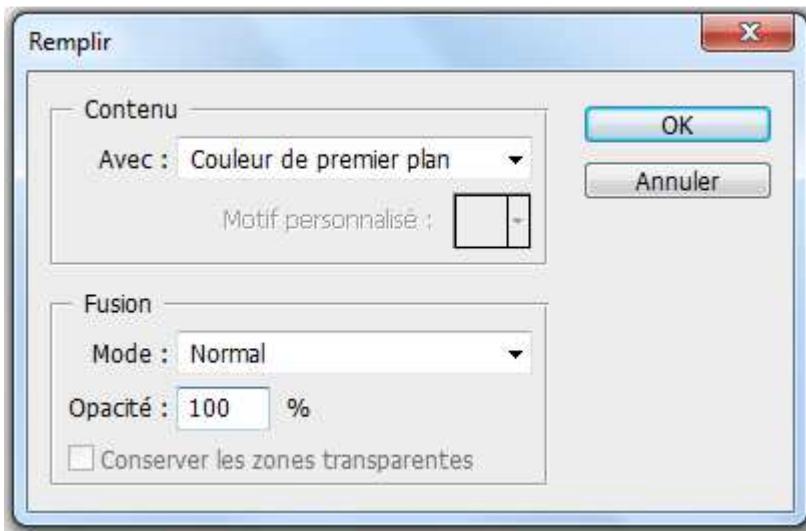 Remplir
Contenu
Avec : Couleur de premier plan
Motif personnalisé :
OK
Annuler
Fusion
Mode : Normal
Opacité : 100 %
Conserver les zones transparentes